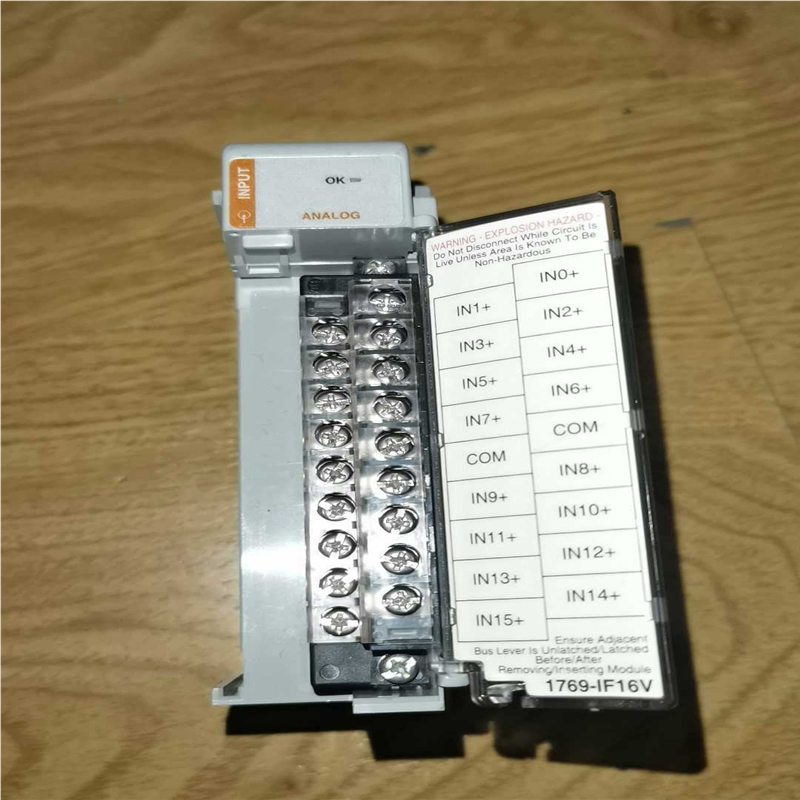 INPUT
OK
ANALOG
WARNING - EXPLOSION HAZARD -
Do Not Disconnect While Circuit Is
Live Unless Area Is Known To Be
Non-Hazardous
IN0+
IN1+
IN2+
IN3+
IN4+
IN5+
IN6+
IN7+
COM
COM
IN8+
IN9+
IN10+
IN11+
IN12+
IN13+
IN14+
IN15+
Ensure Adjacent
Bus Lever Is Unlatched/Latched
Before/After
Removing/Inserting Module
1769-IF16V